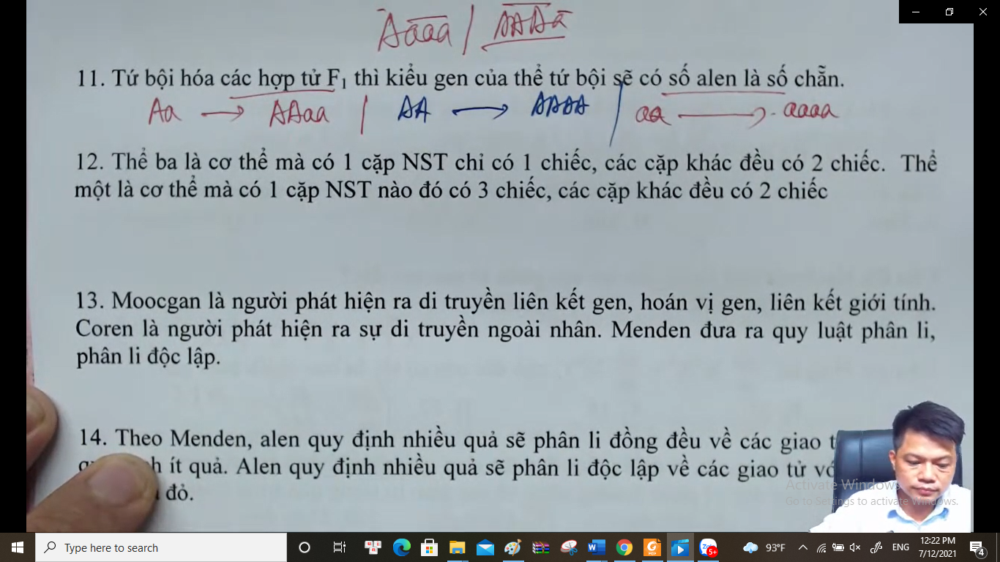 Aaaa | AAAa
11. Tứ bội hóa các hợp tử F₁ thì kiểu gen của thể tứ bội sẽ có số alen là số chẵn.
Aa → AAaa | AA → AAAA | aa → aaaa
12. Thể ba là cơ thể mà có 1 cặp NST chỉ có 1 chiếc, các cặp khác đều có 2 chiếc. Thể
một là cơ thể mà có 1 cặp NST nào đó có 3 chiếc, các cặp khác đều có 2 chiếc
13. Moocgan là người phát hiện ra di truyền liên kết gen, hoán vị gen, liên kết giới tính.
Coren là người phát hiện ra sự di truyền ngoài nhân. Menden đưa ra quy luật phân li,
phân li độc lập.
14. Theo Menden, alen quy định nhiều quả sẽ phân li đồng đều về các giao
ít quả. Alen quy định nhiều quả sẽ phân li độc lập về các giao tử
đỏ.
Activate Windows
Go to Settings to activate Windows.
Type here to search
93°F
ENG
12:22 PM
7/12/2021
4
5+